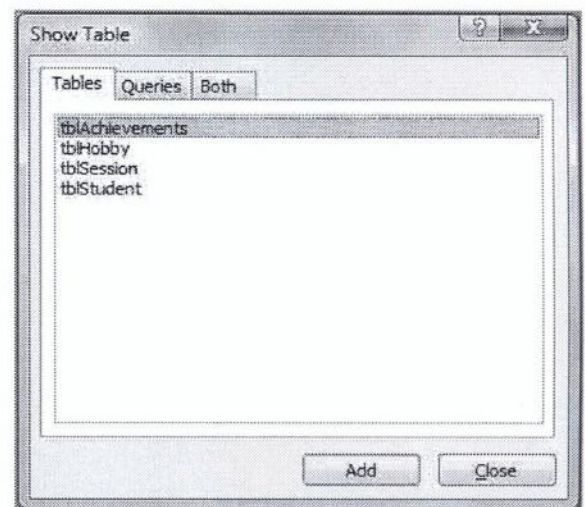 Show Table
? X
Tables Queries Both
tblAchievements
tblHobby
tblSession
tblStudent
Add Close